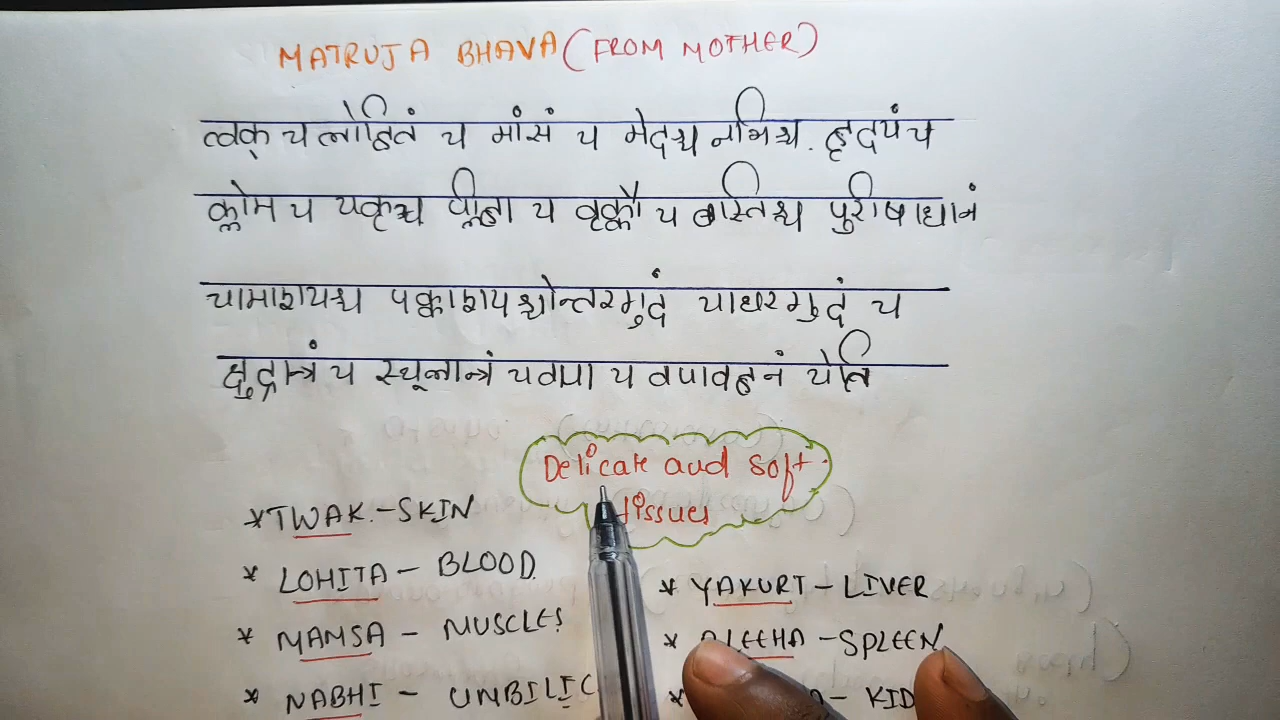 MATRUJA BHAVA (FROM MOTHER)
त्वक् च लोहितं च मांसं च मेदश्च नाभिश्च. हृदयं च
क्लोम च यकृच्च प्लीहा च वृक्कौ च बस्तिश्च पुरीषाधानं
चामाशयश्च पक्वाशयश्चोन्तरगुदं चाधरगुदं च
क्षुद्रान्त्रं च स्थूलान्त्रं च वपा च वपावहनं चेति
Delicate and soft
tissues
* TWAK. - SKIN
* LOHITA - BLOOD.
* YAKURT - LIVER
* MAMSA - MUSCLES
* PLEEHA - SPLEEN
* NABHI - UMBILIC
* - KID